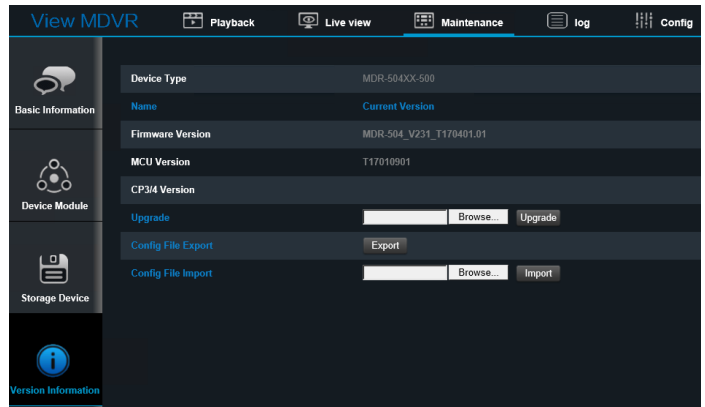 View MDVR Playback Live view Maintenance log Config
Basic Information
Device Module
Storage Device
Version Information
Device Type MDR-504XX-500
Name Current Version
Firmware Version MDR-504_V231_T170401.01
MCU Version T17010901
CP3/4 Version
Upgrade Browse... Upgrade
Config File Export Export
Config File Import Browse... Import